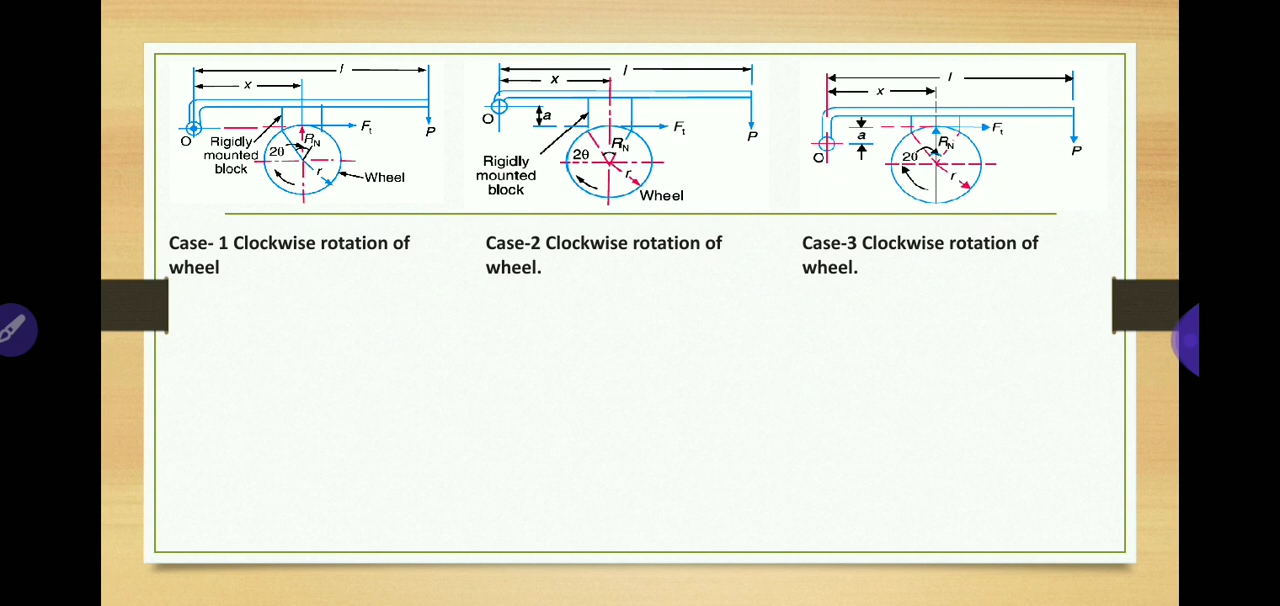 l
x
O
Rigidly
mounted
block
2θ
R_N
F_t
P
r
Wheel
l
x
O
a
Rigidly
mounted
block
2θ
R_N
F_t
P
r
Wheel
l
x
O
a
2θ
R_N
F_t
P
r
Case- 1 Clockwise rotation of
wheel
Case-2 Clockwise rotation of
wheel.
Case-3 Clockwise rotation of
wheel.